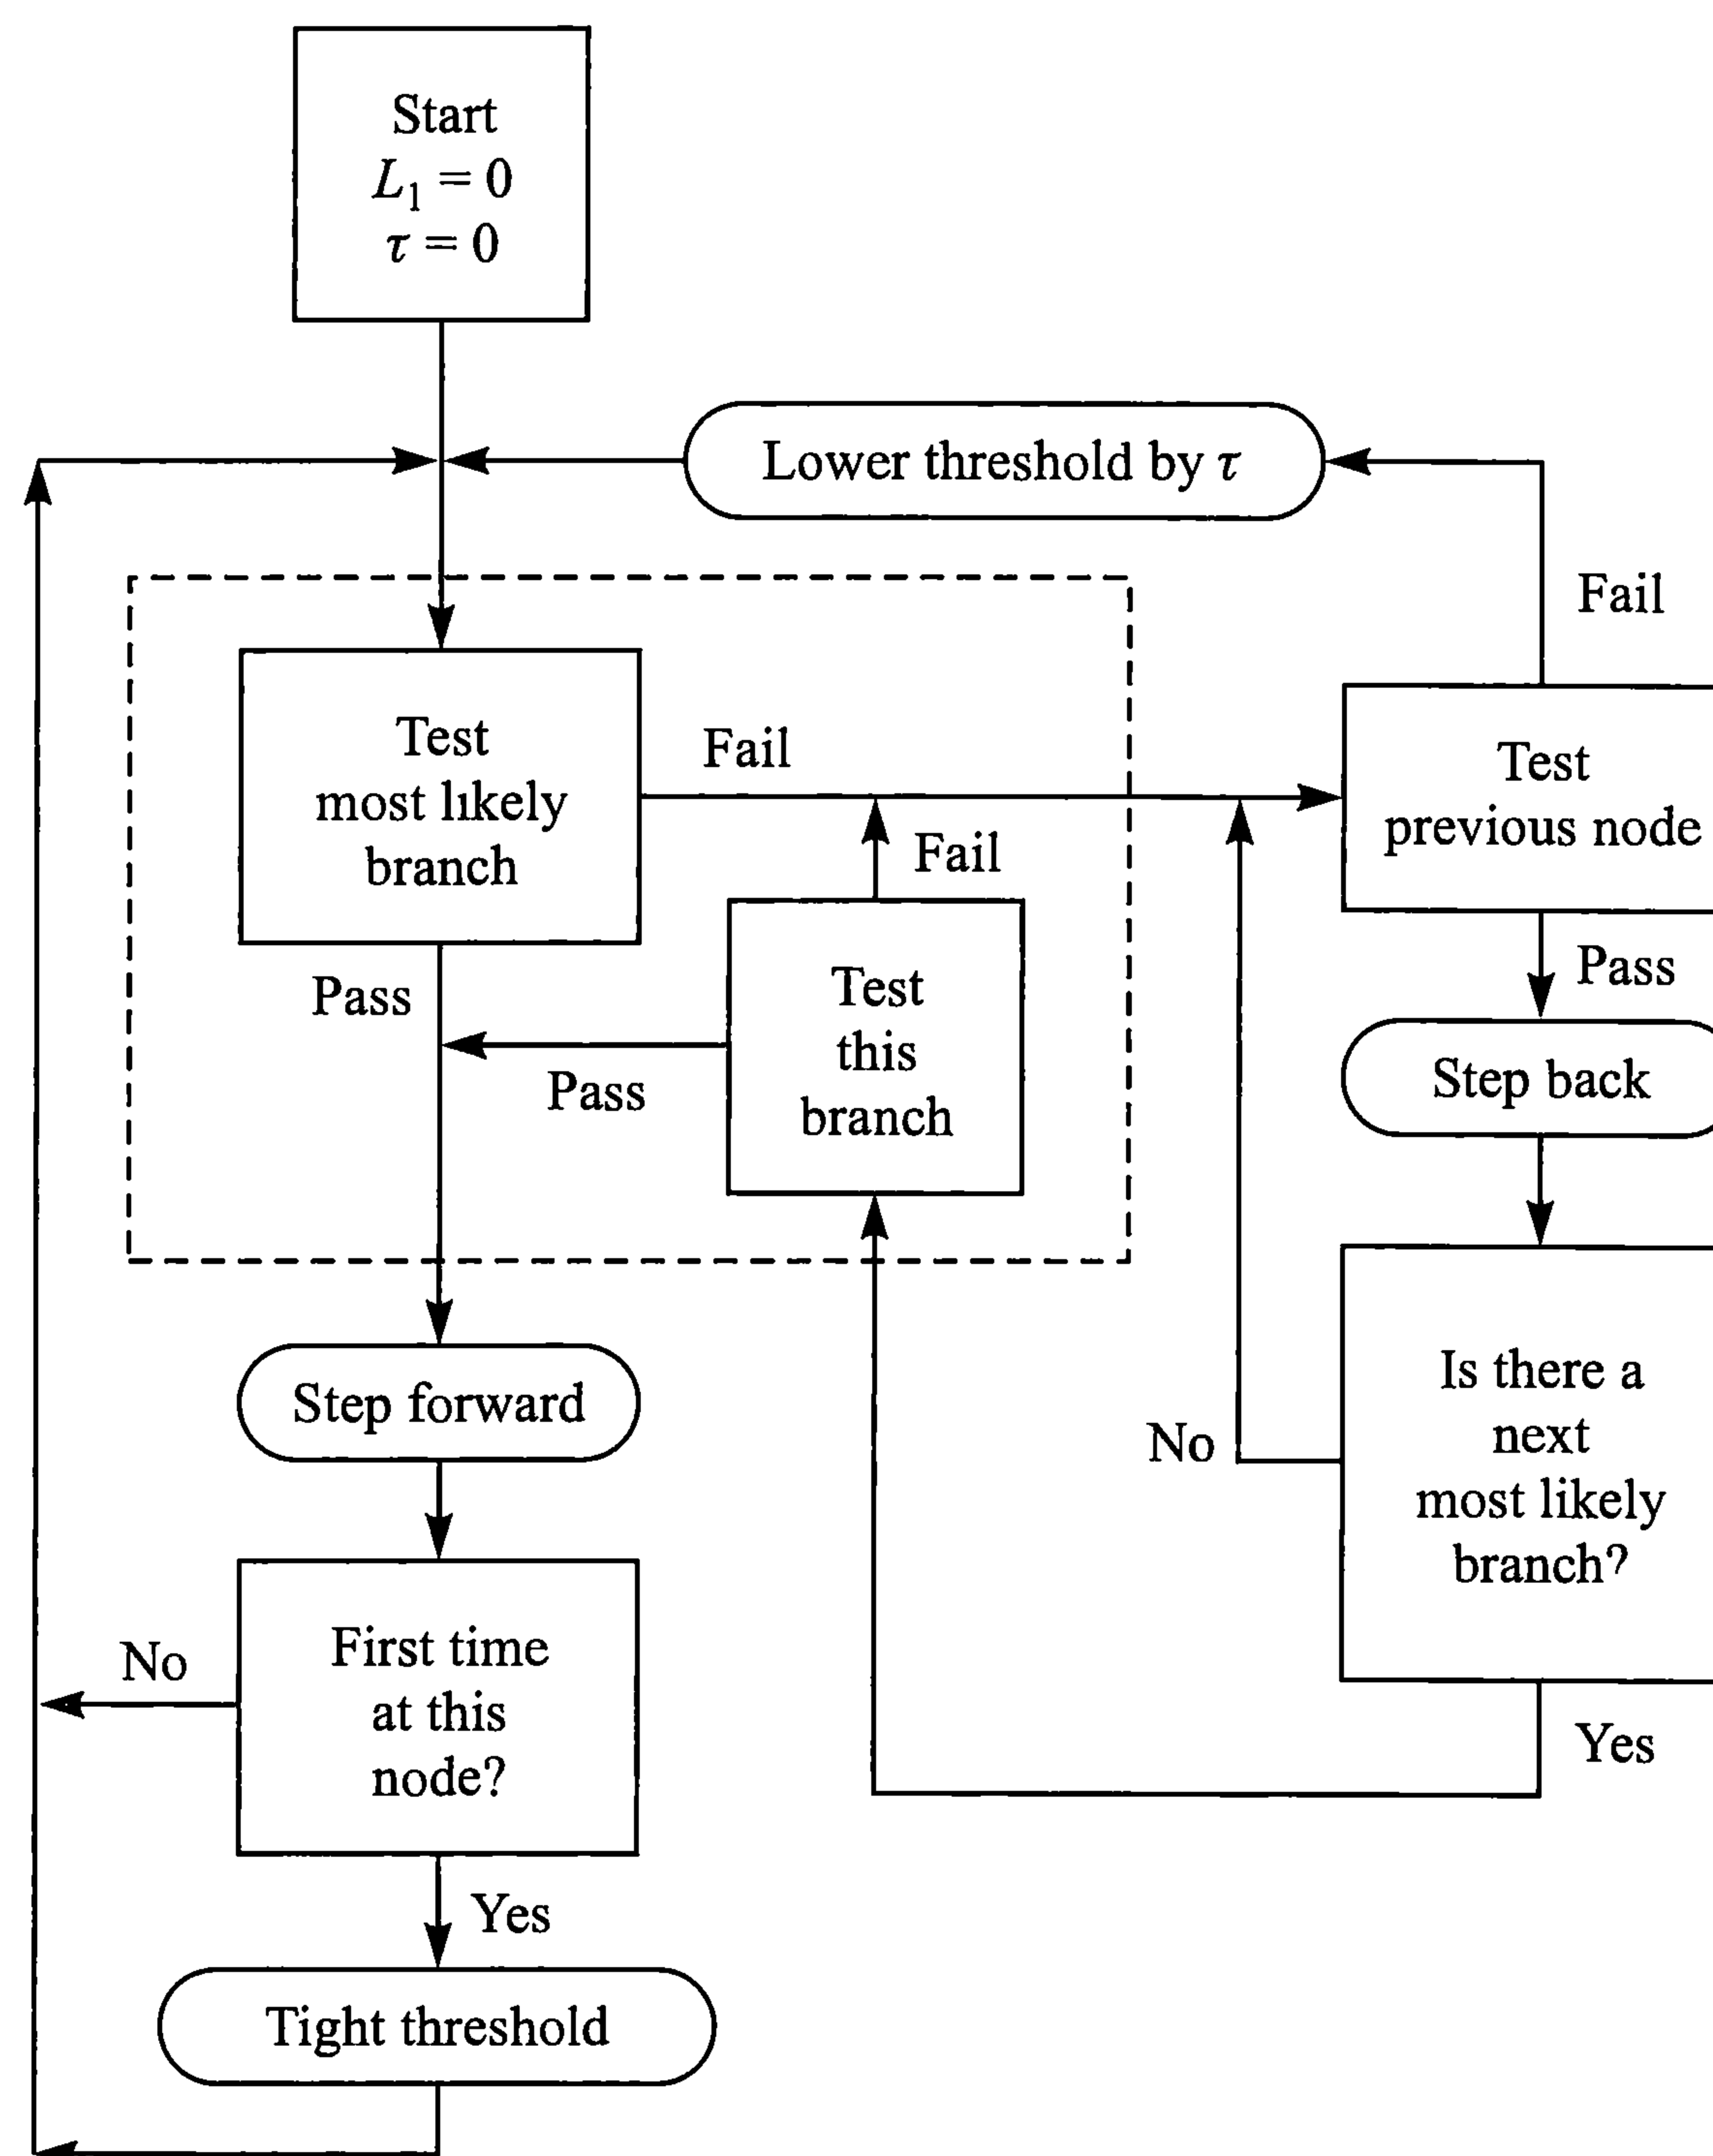 Start
L₁ = 0
τ = 0
Lower threshold by τ
Fail
Test
most likely
branch
Fail
Test
previous node
Fail
Pass
Test
this
branch
Pass
Pass
Step back
Step forward
Is there a
next
most likely
branch?
No
First time
at this
node?
No
Yes
Yes
Tight threshold